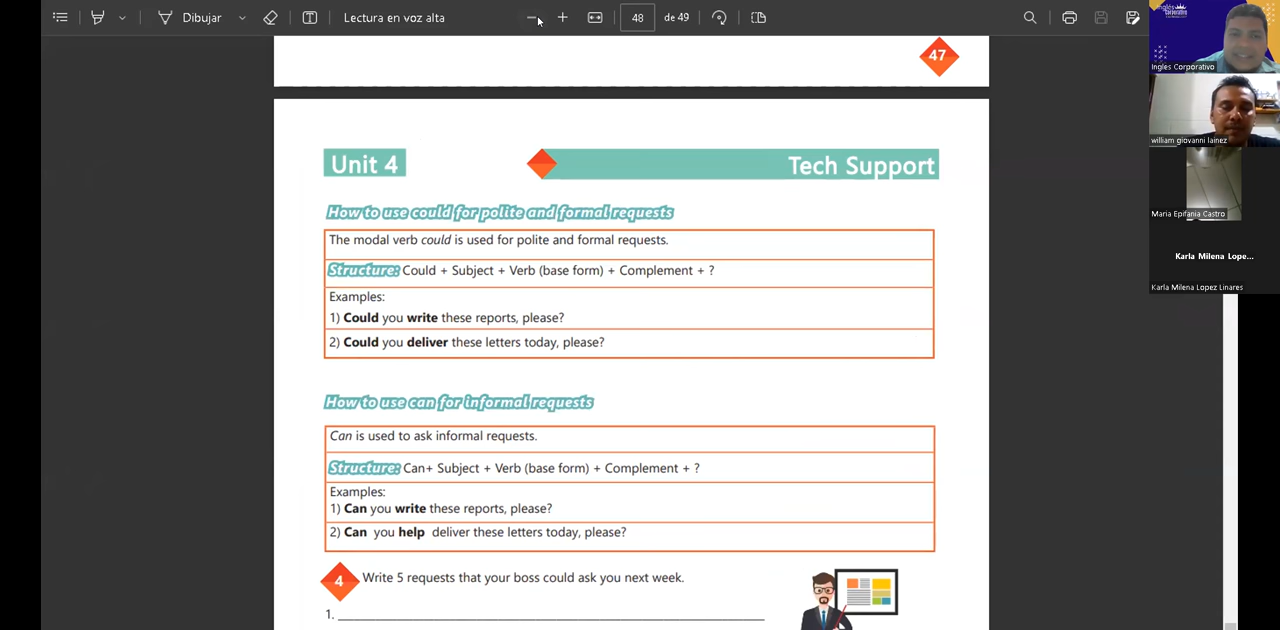 Dibujar
Lectura en voz alta
48
de 49
47
Unit 4
Tech Support
How to use could for polite and formal requests
The modal verb could is used for polite and formal requests.
Structure: Could + Subject + Verb (base form) + Complement + ?
Examples:
1) Could you write these reports, please?
2) Could you deliver these letters today, please?
How to use can for informal requests
Can is used to ask informal requests.
Structure: Can+ Subject + Verb (base form) + Complement + ?
Examples:
1) Can you write these reports, please?
2) Can you help deliver these letters today, please?
4
Write 5 requests that your boss could ask you next week.
1.
Ingles Corporativo
william giovanni lainez
Maria Epifania Castro
Karla Milena Lope...
Karla Milena Lopez Linares